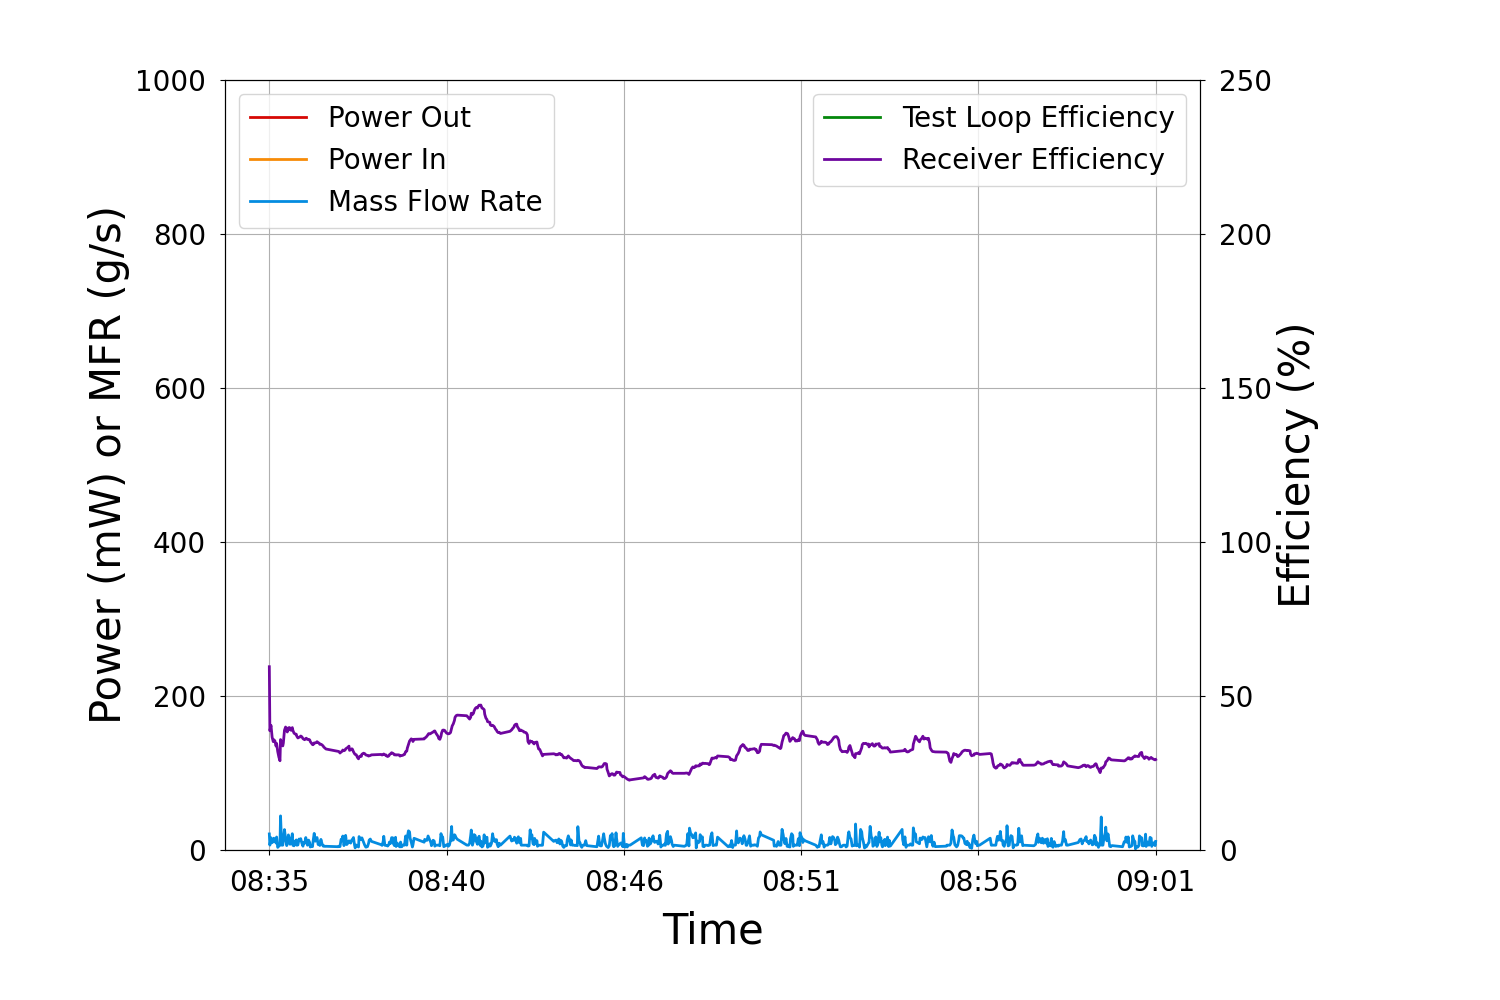 1000
800
600
400
200
0
Power (mW) or MFR (g/s)
Power Out
Power In
Mass Flow Rate
Test Loop Efficiency
Receiver Efficiency
250
200
150
100
50
0
Efficiency (%)
08:35 08:40 08:46 08:51 08:56 09:01
Time